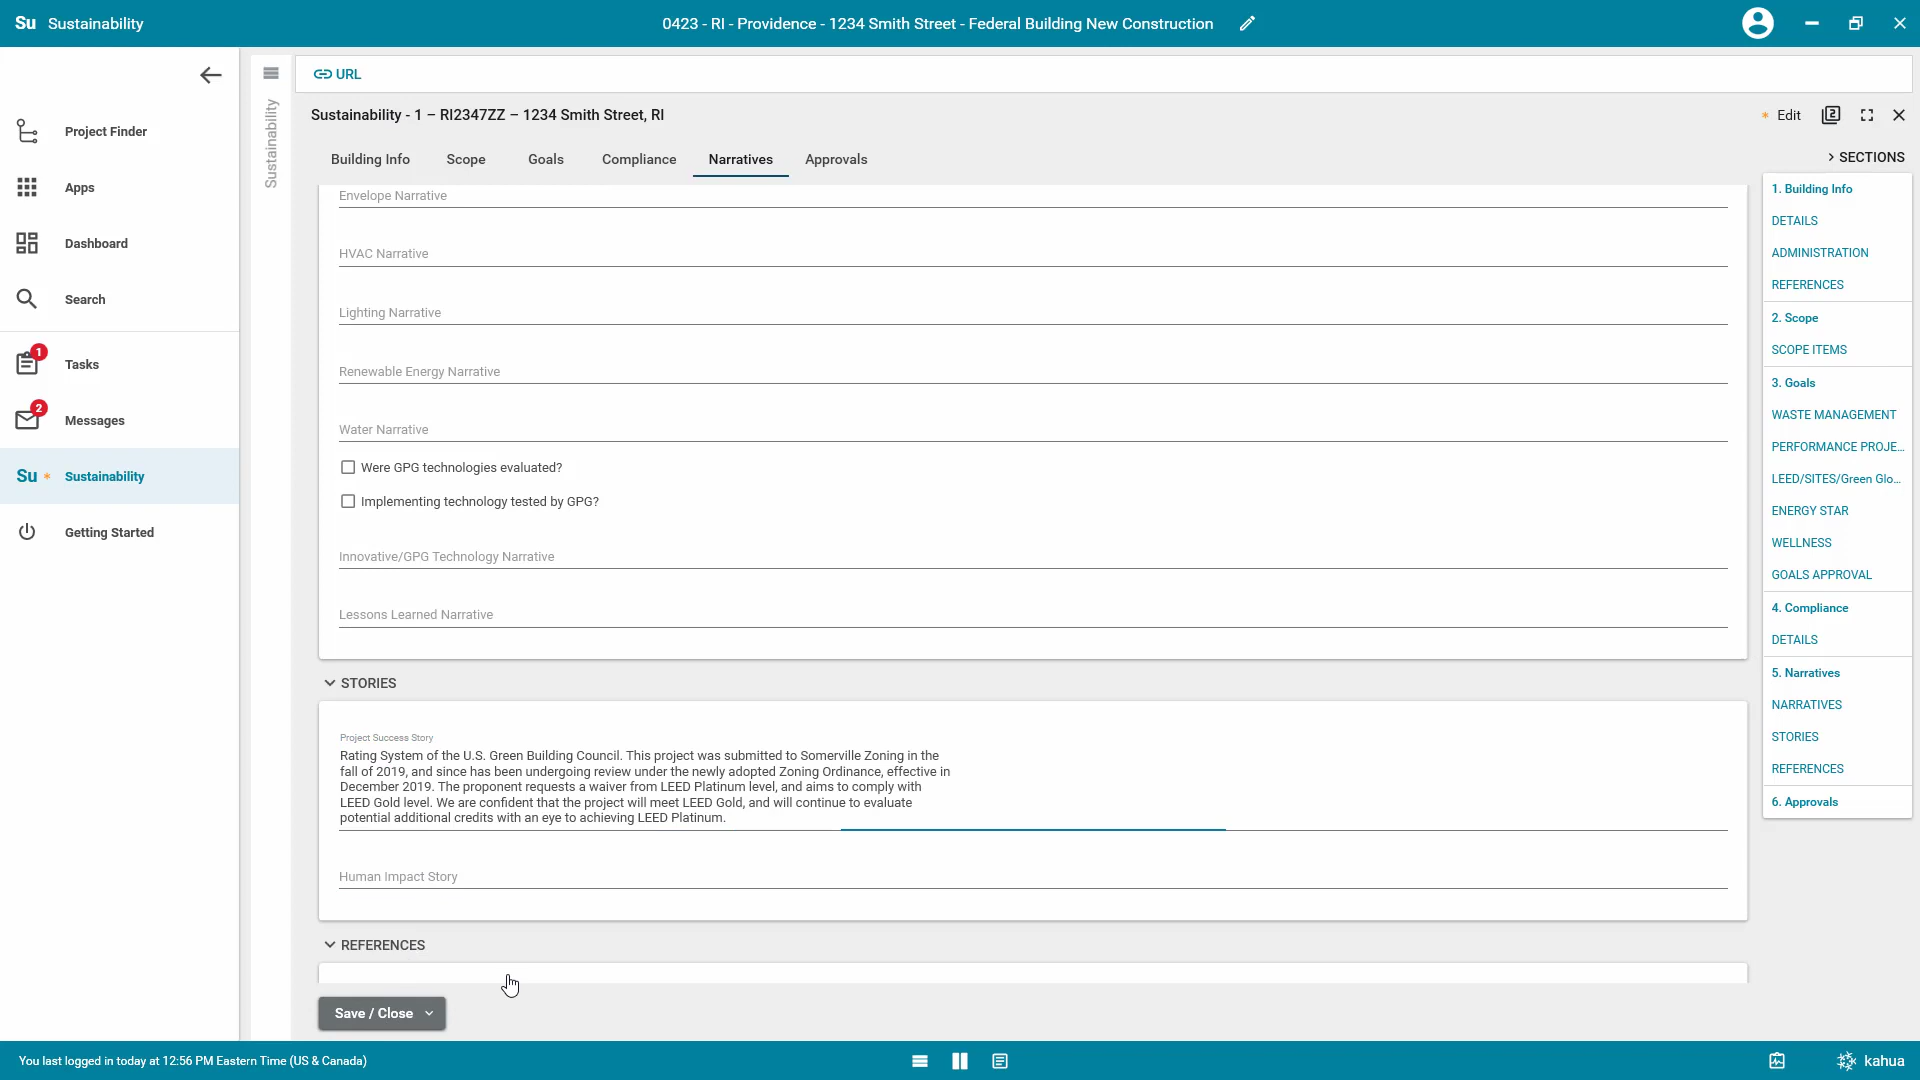 Su Sustainability
0423 - RI - Providence - 1234 Smith Street - Federal Building New Construction
URL
Sustainability - 1 – RI2347ZZ – 1234 Smith Street, RI
* Edit
2
Building Info
Scope
Goals
Compliance
Narratives
Approvals
Project Finder
Apps
Dashboard
Search
1
Tasks
2
Messages
Su * Sustainability
Getting Started
Sustainability
Envelope Narrative
HVAC Narrative
Lighting Narrative
Renewable Energy Narrative
Water Narrative
Were GPG technologies evaluated?
Implementing technology tested by GPG?
Innovative/GPG Technology Narrative
Lessons Learned Narrative
STORIES
Project Success Story
Rating System of the U.S. Green Building Council. This project was submitted to Somerville Zoning in the
fall of 2019, and since has been undergoing review under the newly adopted Zoning Ordinance, effective in
December 2019. The proponent requests a waiver from LEED Platinum level, and aims to comply with
LEED Gold level. We are confident that the project will meet LEED Gold, and will continue to evaluate
potential additional credits with an eye to achieving LEED Platinum.
Human Impact Story
REFERENCES
Save / Close
SECTIONS
1. Building Info
DETAILS
ADMINISTRATION
REFERENCES
2. Scope
SCOPE ITEMS
3. Goals
WASTE MANAGEMENT
PERFORMANCE PROJE...
LEED/SITES/Green Glo...
ENERGY STAR
WELLNESS
GOALS APPROVAL
4. Compliance
DETAILS
5. Narratives
NARRATIVES
STORIES
REFERENCES
6. Approvals
You last logged in today at 12:56 PM Eastern Time (US & Canada)
kahua